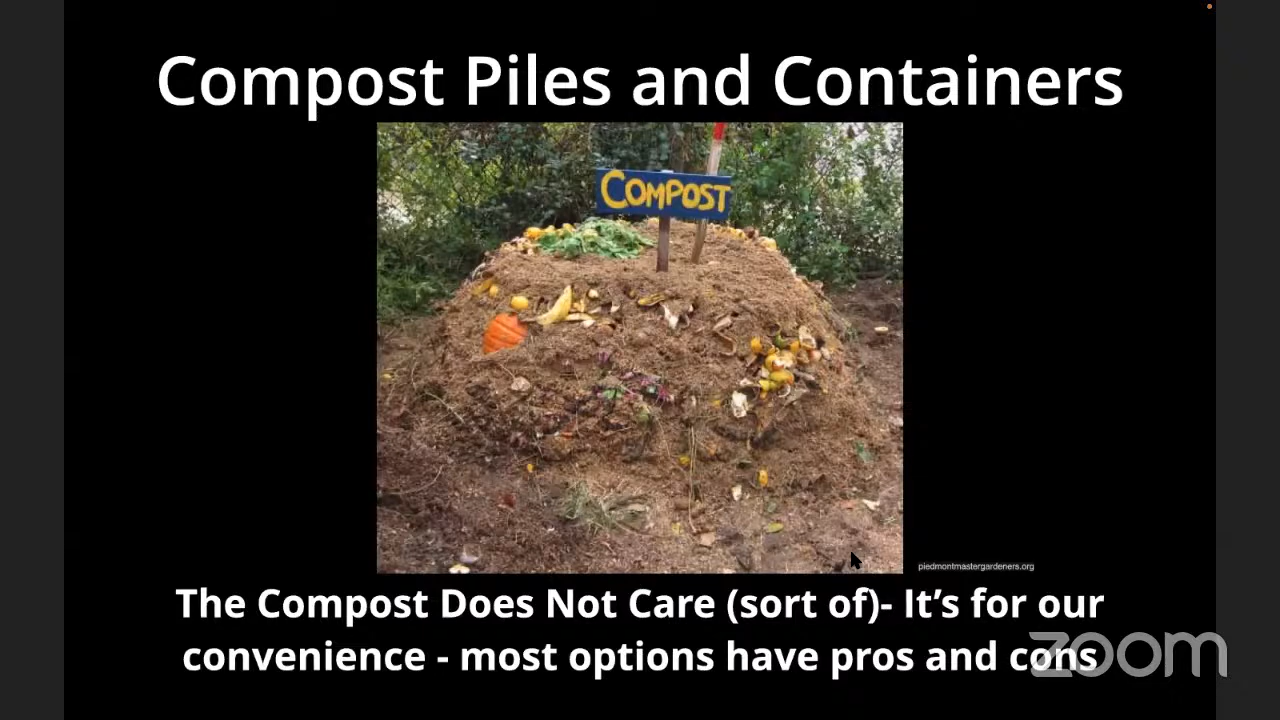 Compost Piles and Containers
COMPOST
piedmontmastergardeners.org
The Compost Does Not Care (sort of)- It’s for our
convenience - most options have pros and cons
zoom